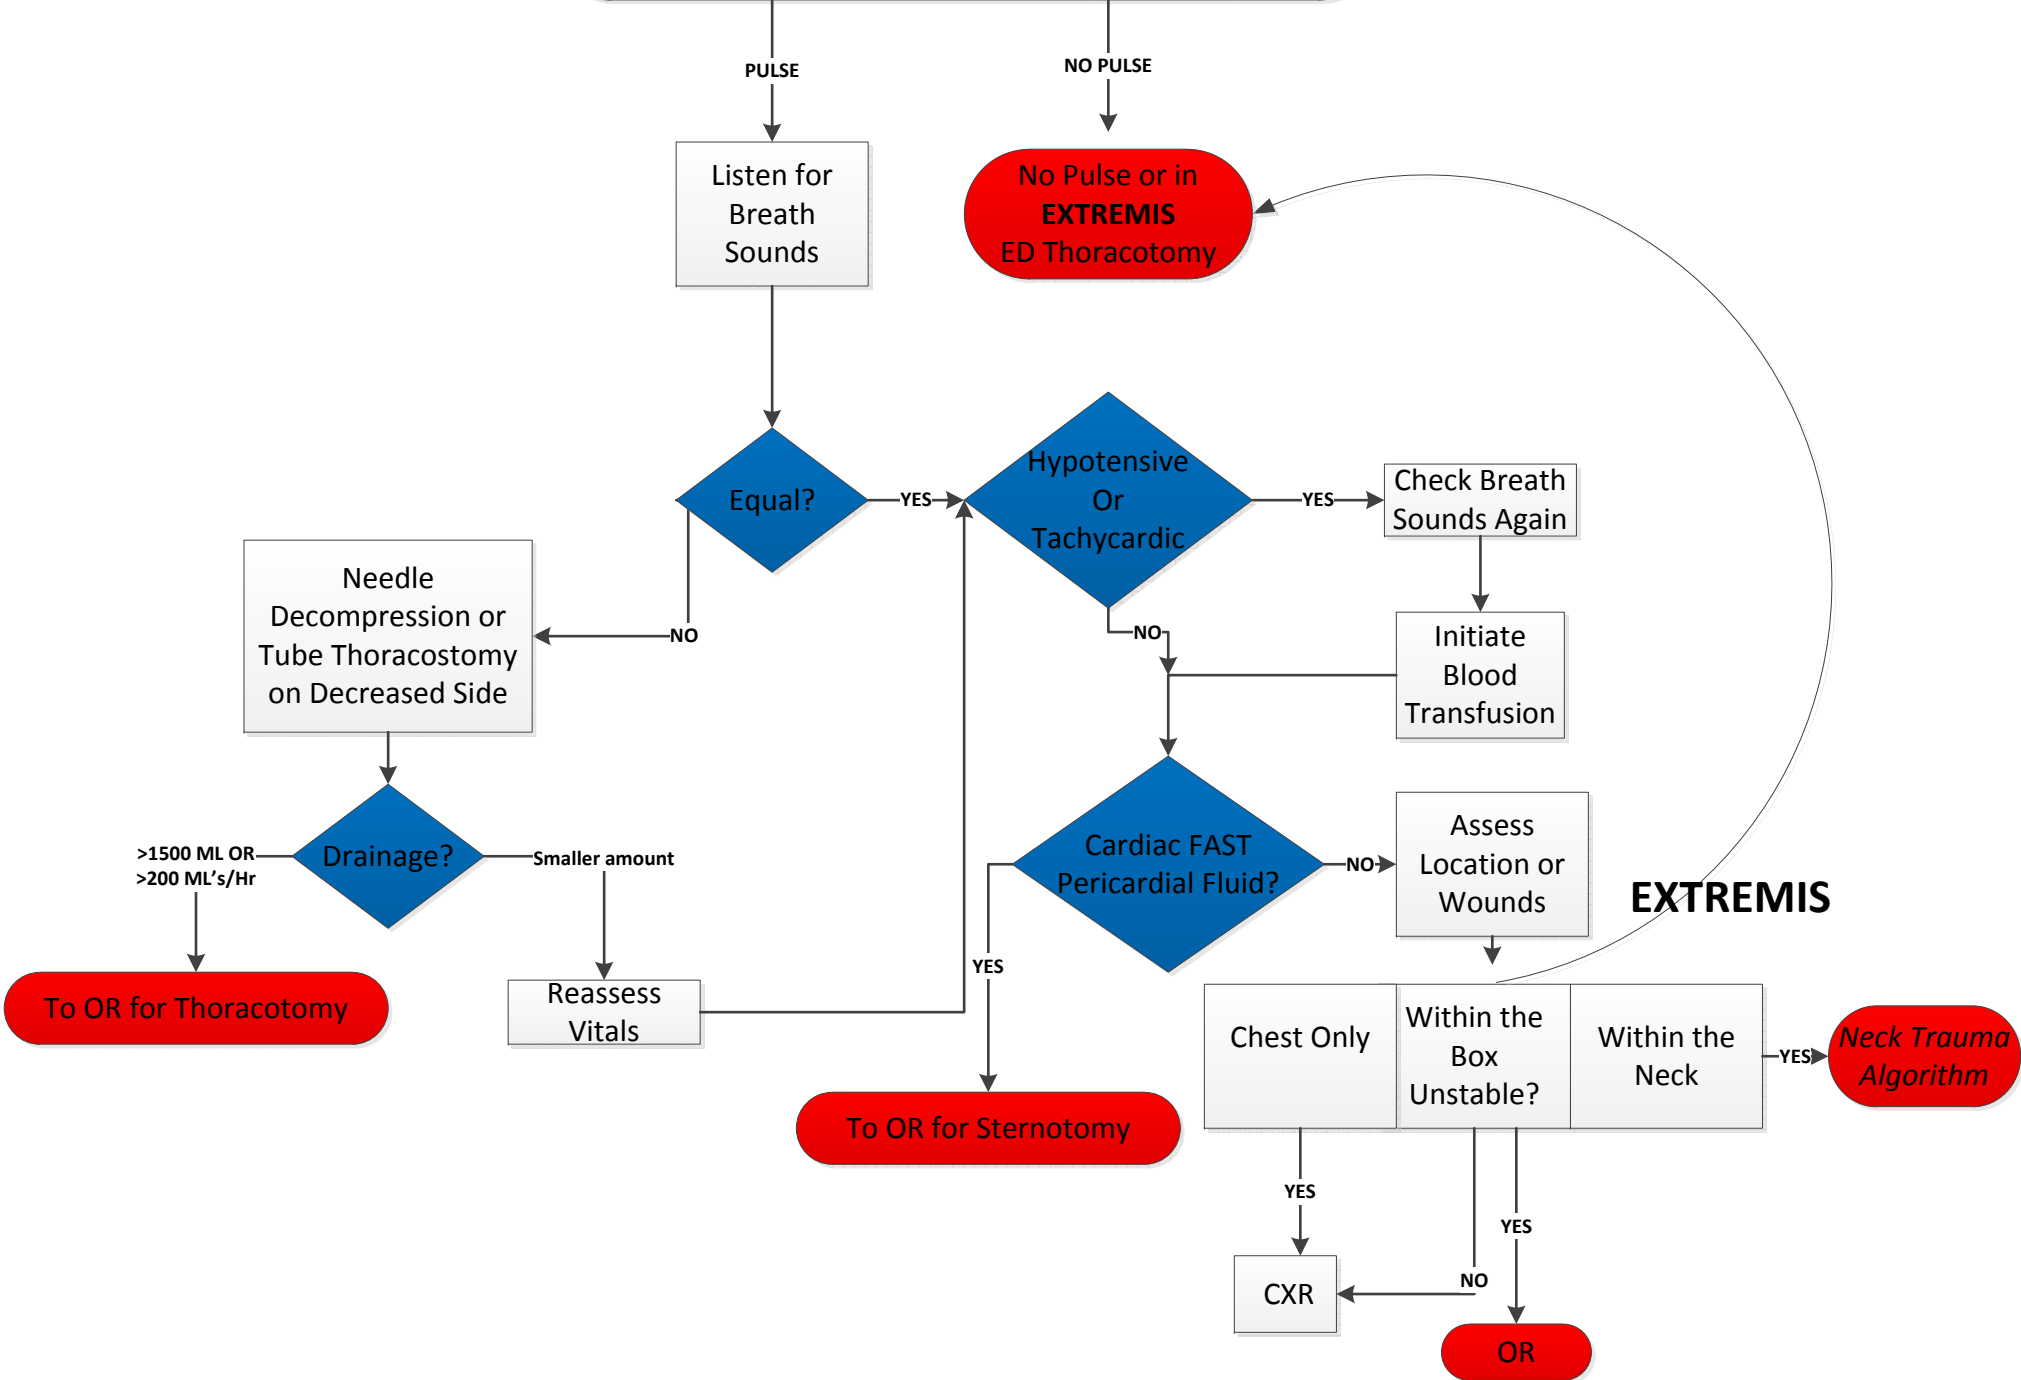 PULSE
NO PULSE
Listen for
Breath
Sounds
No Pulse or in
EXTREMIS
ED Thoracotomy
Equal?
YES
NO
Hypotensive
Or
Tachycardic
YES
NO
Check Breath
Sounds Again
Initiate
Blood
Transfusion
Needle
Decompression or
Tube Thoracostomy
on Decreased Side
Drainage?
>1500 ML OR
>200 ML's/Hr
Smaller amount
To OR for Thoracotomy
Reassess
Vitals
Cardiac FAST
Pericardial Fluid?
NO
YES
Assess
Location or
Wounds
EXTREMIS
To OR for Sternotomy
Chest Only
Within the
Box
Unstable?
Within the
Neck
YES
Neck Trauma
Algorithm
YES
NO
YES
CXR
OR